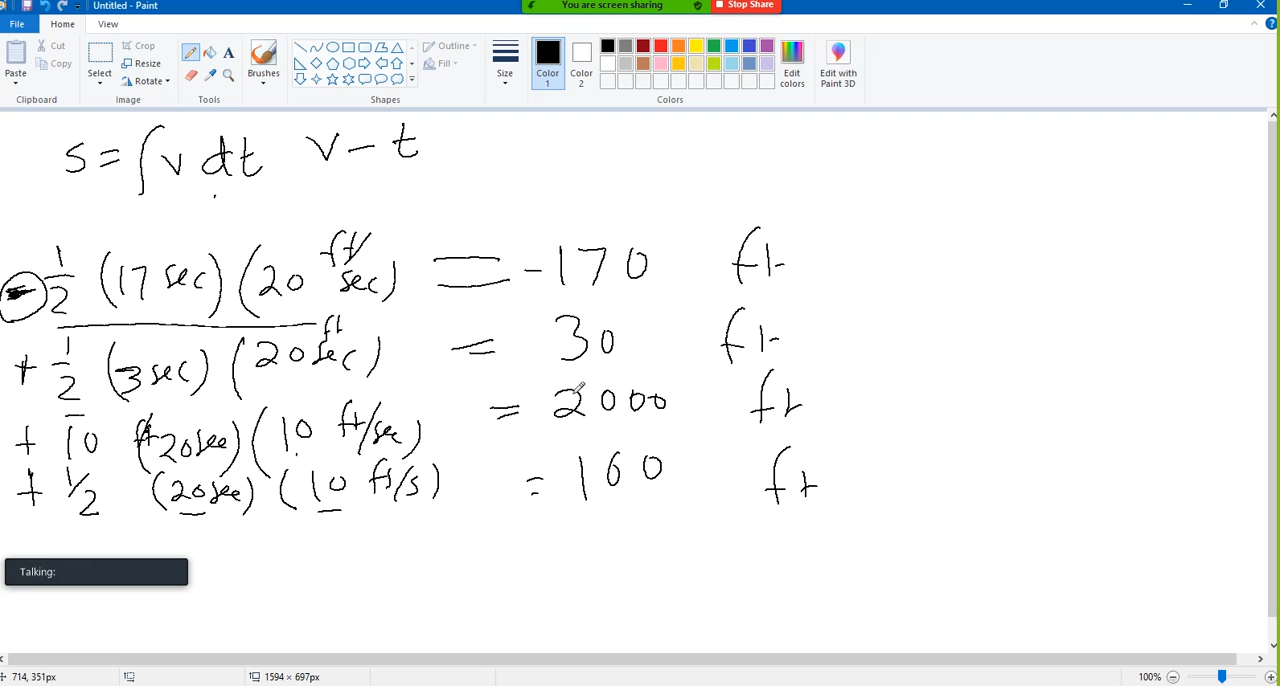 Untitled - Paint
You are screen sharing
Stop Share
File Home View
Cut
Copy
Paste
Clipboard
Select
Crop
Resize
Rotate
Image
Tools
Brushes
Outline
Fill
Shapes
Size
Color 1
Color 2
Edit colors
Edit with Paint 3D
Colors
s = ∫ v dt v - t
- 1/2 (17 sec) (20 ft/sec) = -170 ft
+ 1/2 (3 sec) (20 ft sec) = 30 ft
+ 10 (20 sec) (10 ft/sec) = 2000 ft
+ 1/2 (20 sec) (10 ft/s) = 160 ft
Talking:
714, 351px
1594 × 697px
100%